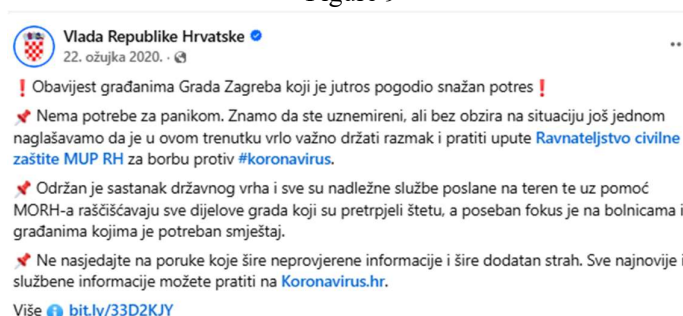 Vlada Republike Hrvatske
22. ožujka 2020. ·
❗ Obavijest građanima Grada Zagreba koji je jutros pogodio snažan potres ❗
📌 Nema potrebe za panikom. Znamo da ste uznemireni, ali bez obzira na situaciju još jednom
naglašavamo da je u ovom trenutku vrlo važno držati razmak i pratiti upute Ravnateljstvo civilne
zaštite MUP RH za borbu protiv #koronavirus.
📌 Održan je sastanak državnog vrha i sve su nadležne službe poslane na teren te uz pomoć
MORH-a raščišćavaju sve dijelove grada koji su pretrpjeli štetu, a poseban fokus je na bolnicama i
građanima kojima je potreban smještaj.
📌 Ne nasjedajte na poruke koje šire neprovjerene informacije i šire dodatan strah. Sve najnovije i
službene informacije možete pratiti na Koronavirus.hr.
Više ℹ️ bit.ly/33D2KJY